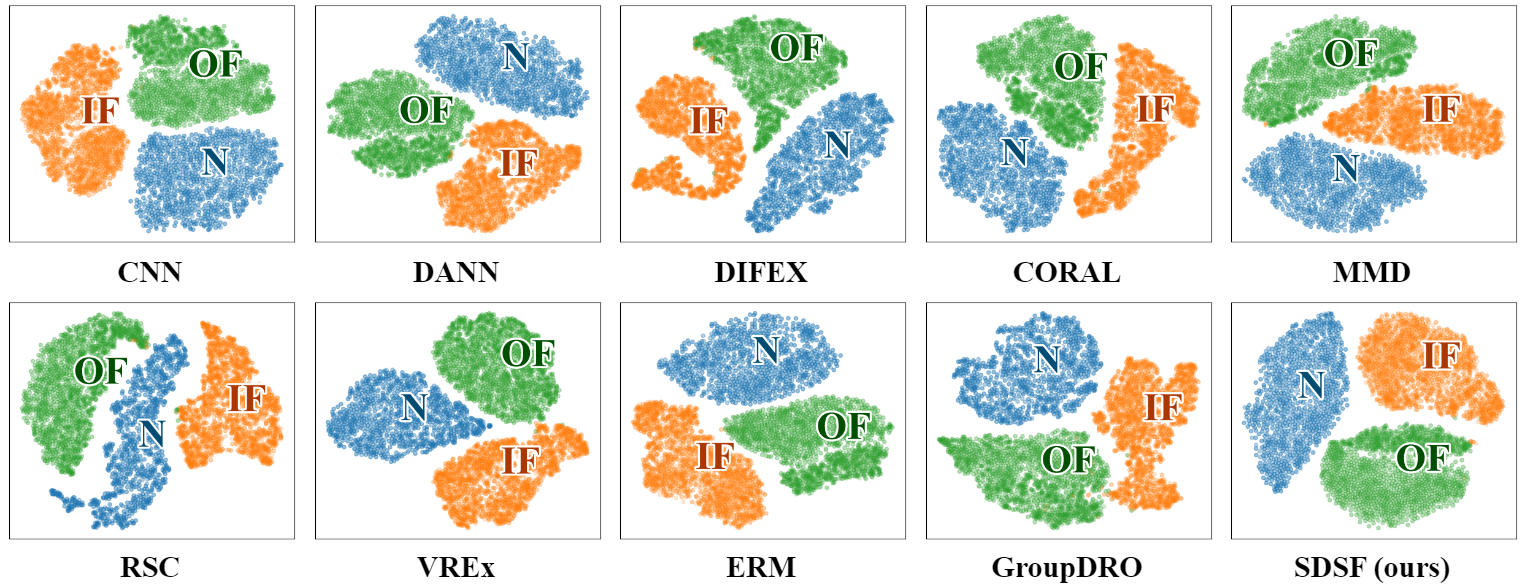 OF
IF
N
CNN
N
OF
IF
DANN
OF
IF
N
DIFEX
OF
IF
N
CORAL
OF
IF
N
MMD
OF
IF
N
RSC
OF
N
IF
VREx
N
OF
IF
ERM
N
IF
OF
GroupDRO
IF
N
OF
SDSF (ours)